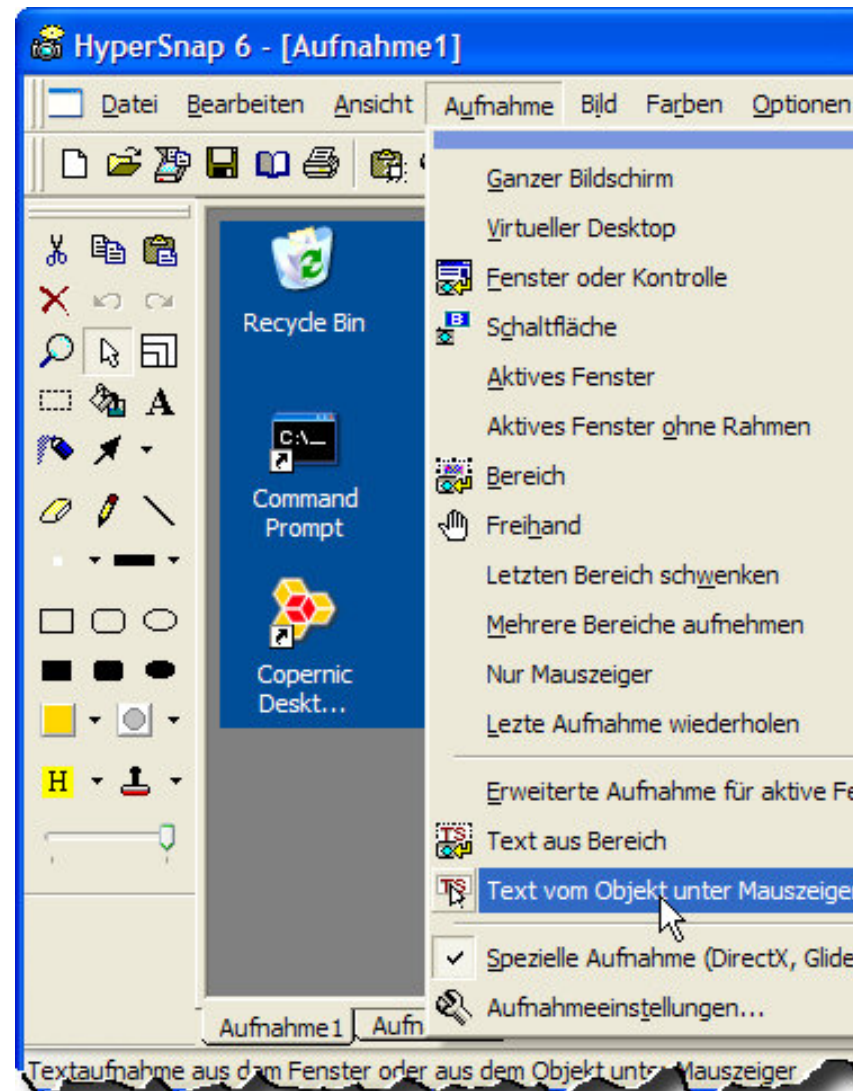 HyperSnap 6 - [Aufnahme1]
Datei Bearbeiten Ansicht Aufnahme Bild Farben Optionen
Ganzer Bildschirm
Virtueller Desktop
Fenster oder Kontrolle
Schaltfläche
Aktives Fenster
Aktives Fenster ohne Rahmen
Bereich
Freihand
Letzten Bereich schwenken
Mehrere Bereiche aufnehmen
Nur Mauszeiger
Lezte Aufnahme wiederholen
Erweiterte Aufnahme für aktive Fe
Text aus Bereich
Text vom Objekt unter Mauszeiger
Spezielle Aufnahme (DirectX, Glide
Aufnahmeeinstellungen...
Recycle Bin
C:\_
Command
Prompt
Copernic
Deskt...
A
H
B
TS
TS
Aufnahme1 Aufn
Textaufnahme aus dem Fenster oder aus dem Objekt unter Mauszeiger